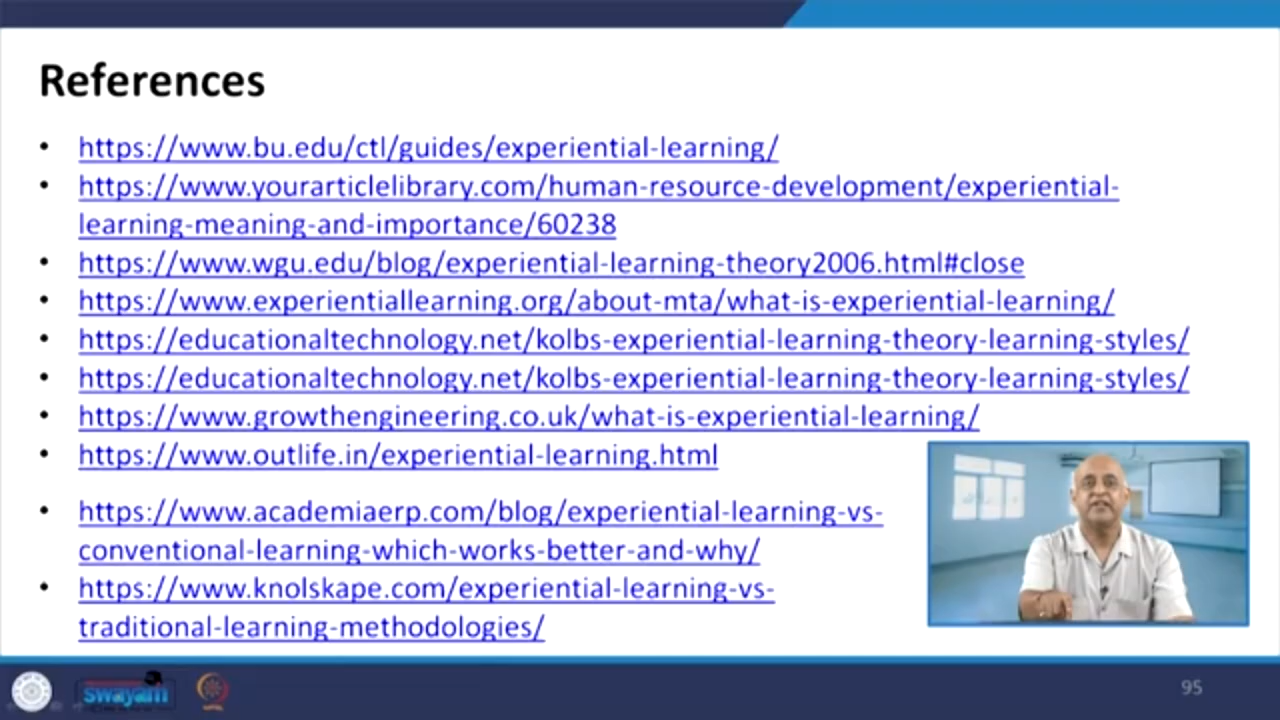 References
• https://www.bu.edu/ctl/guides/experiential-learning/
• https://www.yourarticlelibrary.com/human-resource-development/experiential-
learning-meaning-and-importance/60238
• https://www.wgu.edu/blog/experiential-learning-theory2006.html#close
• https://www.experientiallearning.org/about-mta/what-is-experiential-learning/
• https://educationaltechnology.net/kolbs-experiential-learning-theory-learning-styles/
• https://educationaltechnology.net/kolbs-experiential-learning-theory-learning-styles/
• https://www.growthengineering.co.uk/what-is-experiential-learning/
• https://www.outlife.in/experiential-learning.html
• https://www.academiaerp.com/blog/experiential-learning-vs-
conventional-learning-which-works-better-and-why/
• https://www.knolskape.com/experiential-learning-vs-
traditional-learning-methodologies/
swayam
95